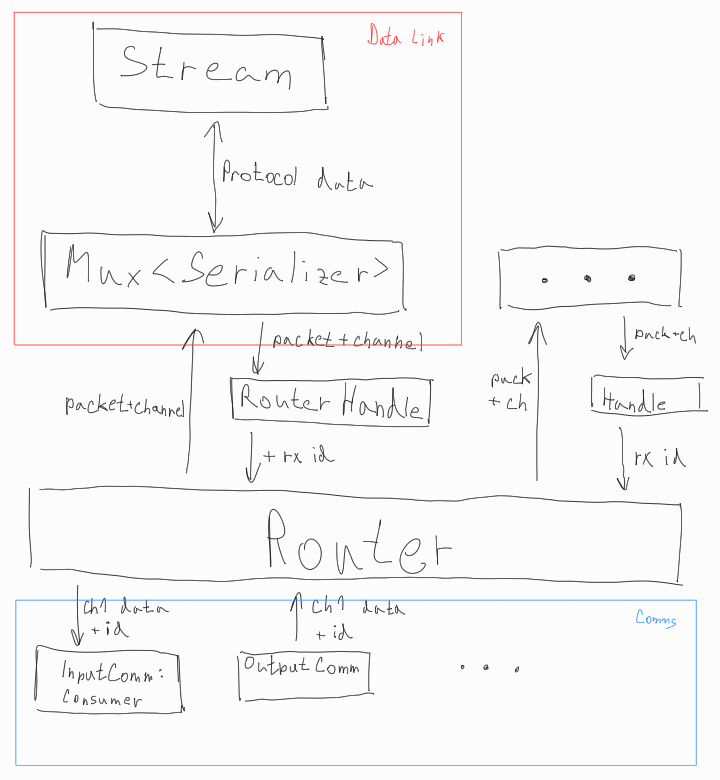 Data Link
Stream
Protocol data
Mux<Serializer>
. . .
packet+channel
pack+ch
packet+channel
Router Handle
pack
+ ch
Handle
+ rx id
rx id
Router
ch1 data
+ id
ch1 data
+ id
Comms
InputComm:
Consumer
OutputComm
. . .